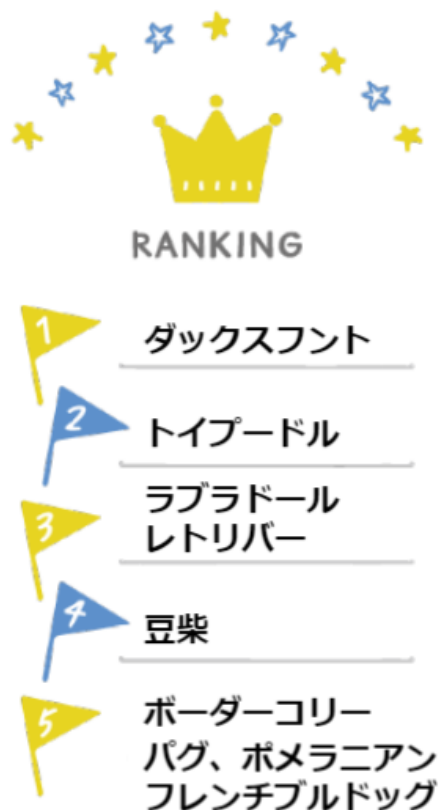 RANKING
1 ダックスフント
2 トイプードル
3 ラブラドール
レトリバー
4 豆柴
5 ボーダーコリー
パグ、ポメラニアン
フレンチブルドッグ